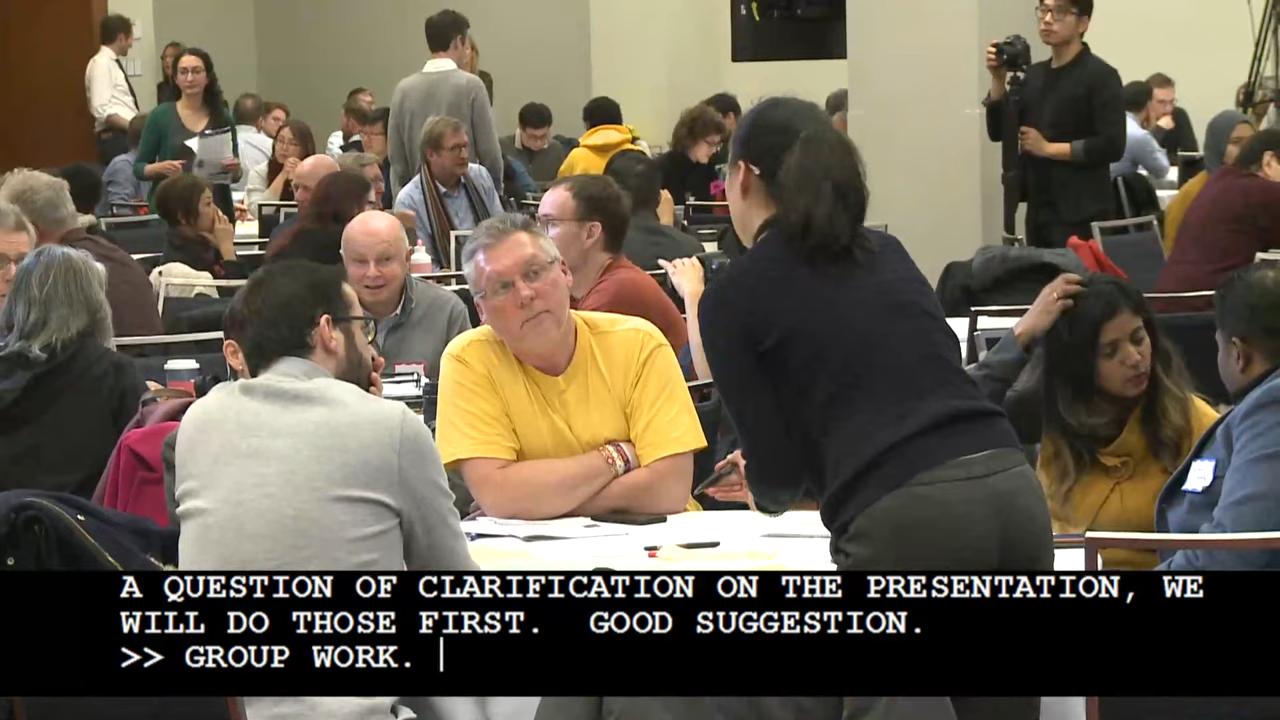 A QUESTION OF CLARIFICATION ON THE PRESENTATION, WE
WILL DO THOSE FIRST.  GOOD SUGGESTION.
>> GROUP WORK.